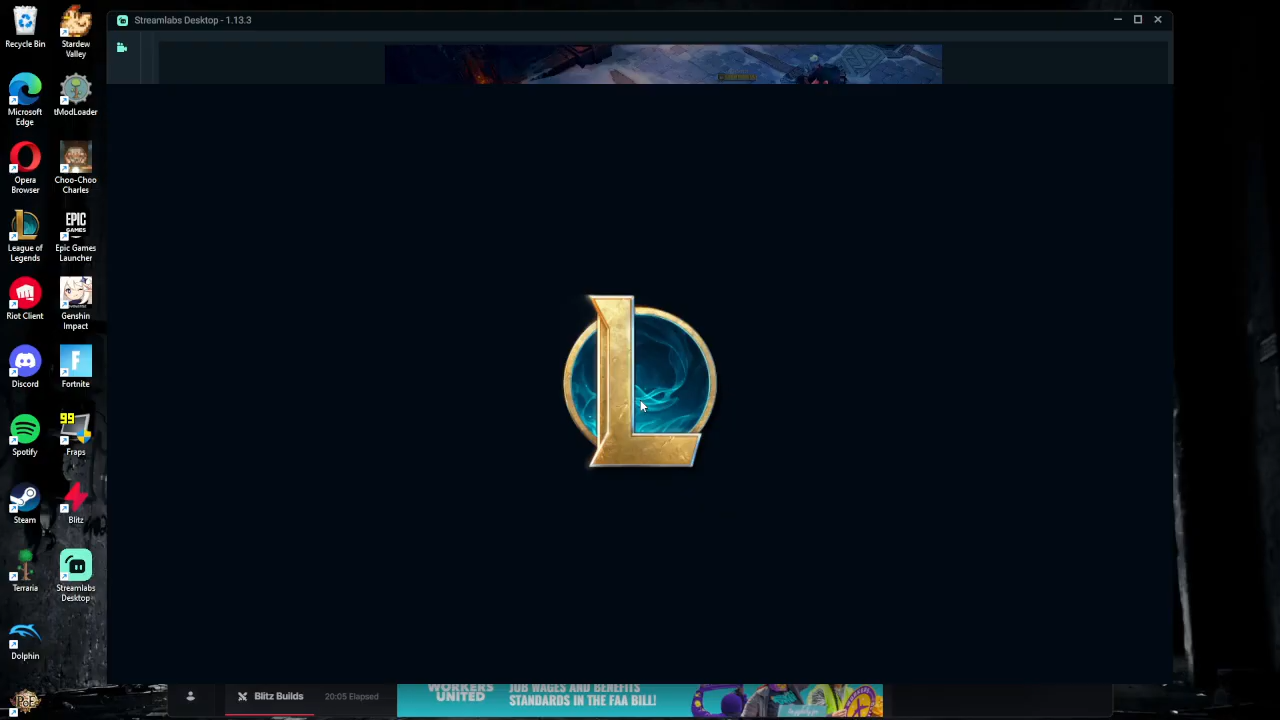 Streamlabs Desktop - 1.13.3
Recycle Bin
Stardew
Valley
Microsoft
Edge
tModLoader
Opera
Browser
Choo-Choo
Charles
League of
Legends
EPIC
GAMES
Epic Games
Launcher
Riot Client
Genshin
Impact
Discord
Fortnite
Spotify
99
Fraps
Steam
Blitz
Terraria
Streamlabs
Desktop
Dolphin
Blitz Builds
20:05 Elapsed
WORKERS
UNITED
JOB WAGES AND BENEFITS
STANDARDS IN THE FAA BILL!